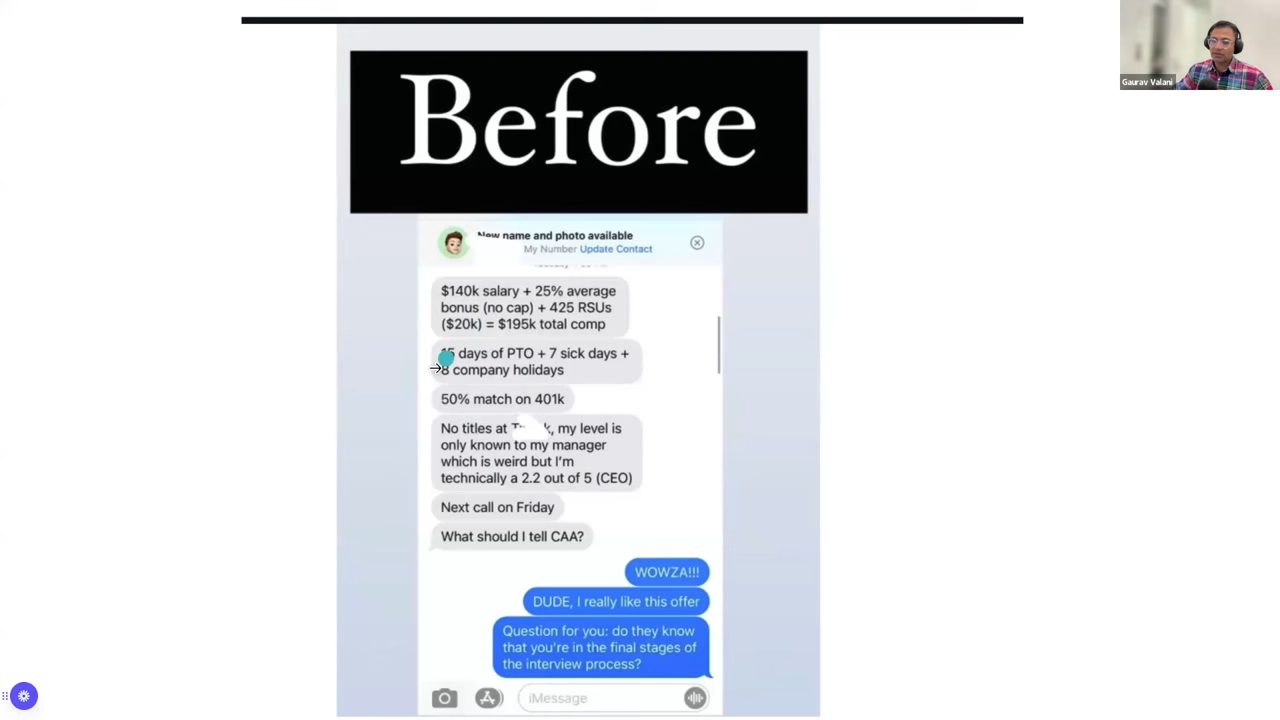 Before
Gaurav Valani
New name and photo available
My Number Update Contact
$140k salary + 25% average
bonus (no cap) + 425 RSUs
($20k) = $195k total comp
15 days of PTO + 7 sick days +
8 company holidays
50% match on 401k
No titles at my level is
only known to my manager
which is weird but I'm
technically a 2.2 out of 5 (CEO)
Next call on Friday
What should I tell CAA?
WOWZA!!!
DUDE, I really like this offer
Question for you: do they know
that you're in the final stages of
the interview process?
iMessage